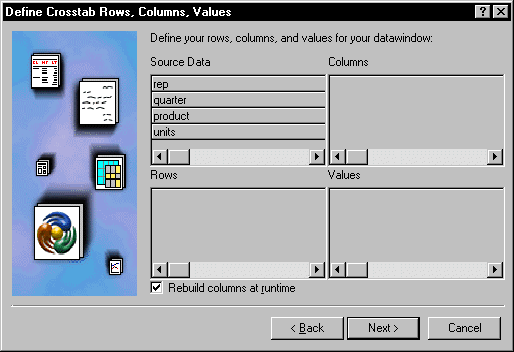 Define Crosstab Rows, Columns, Values
Define your rows, columns, and values for your datawindow:
Source Data
Columns
rep
quarter
product
units
Rows
Values
Rebuild columns at runtime
< Back
Next >
Cancel